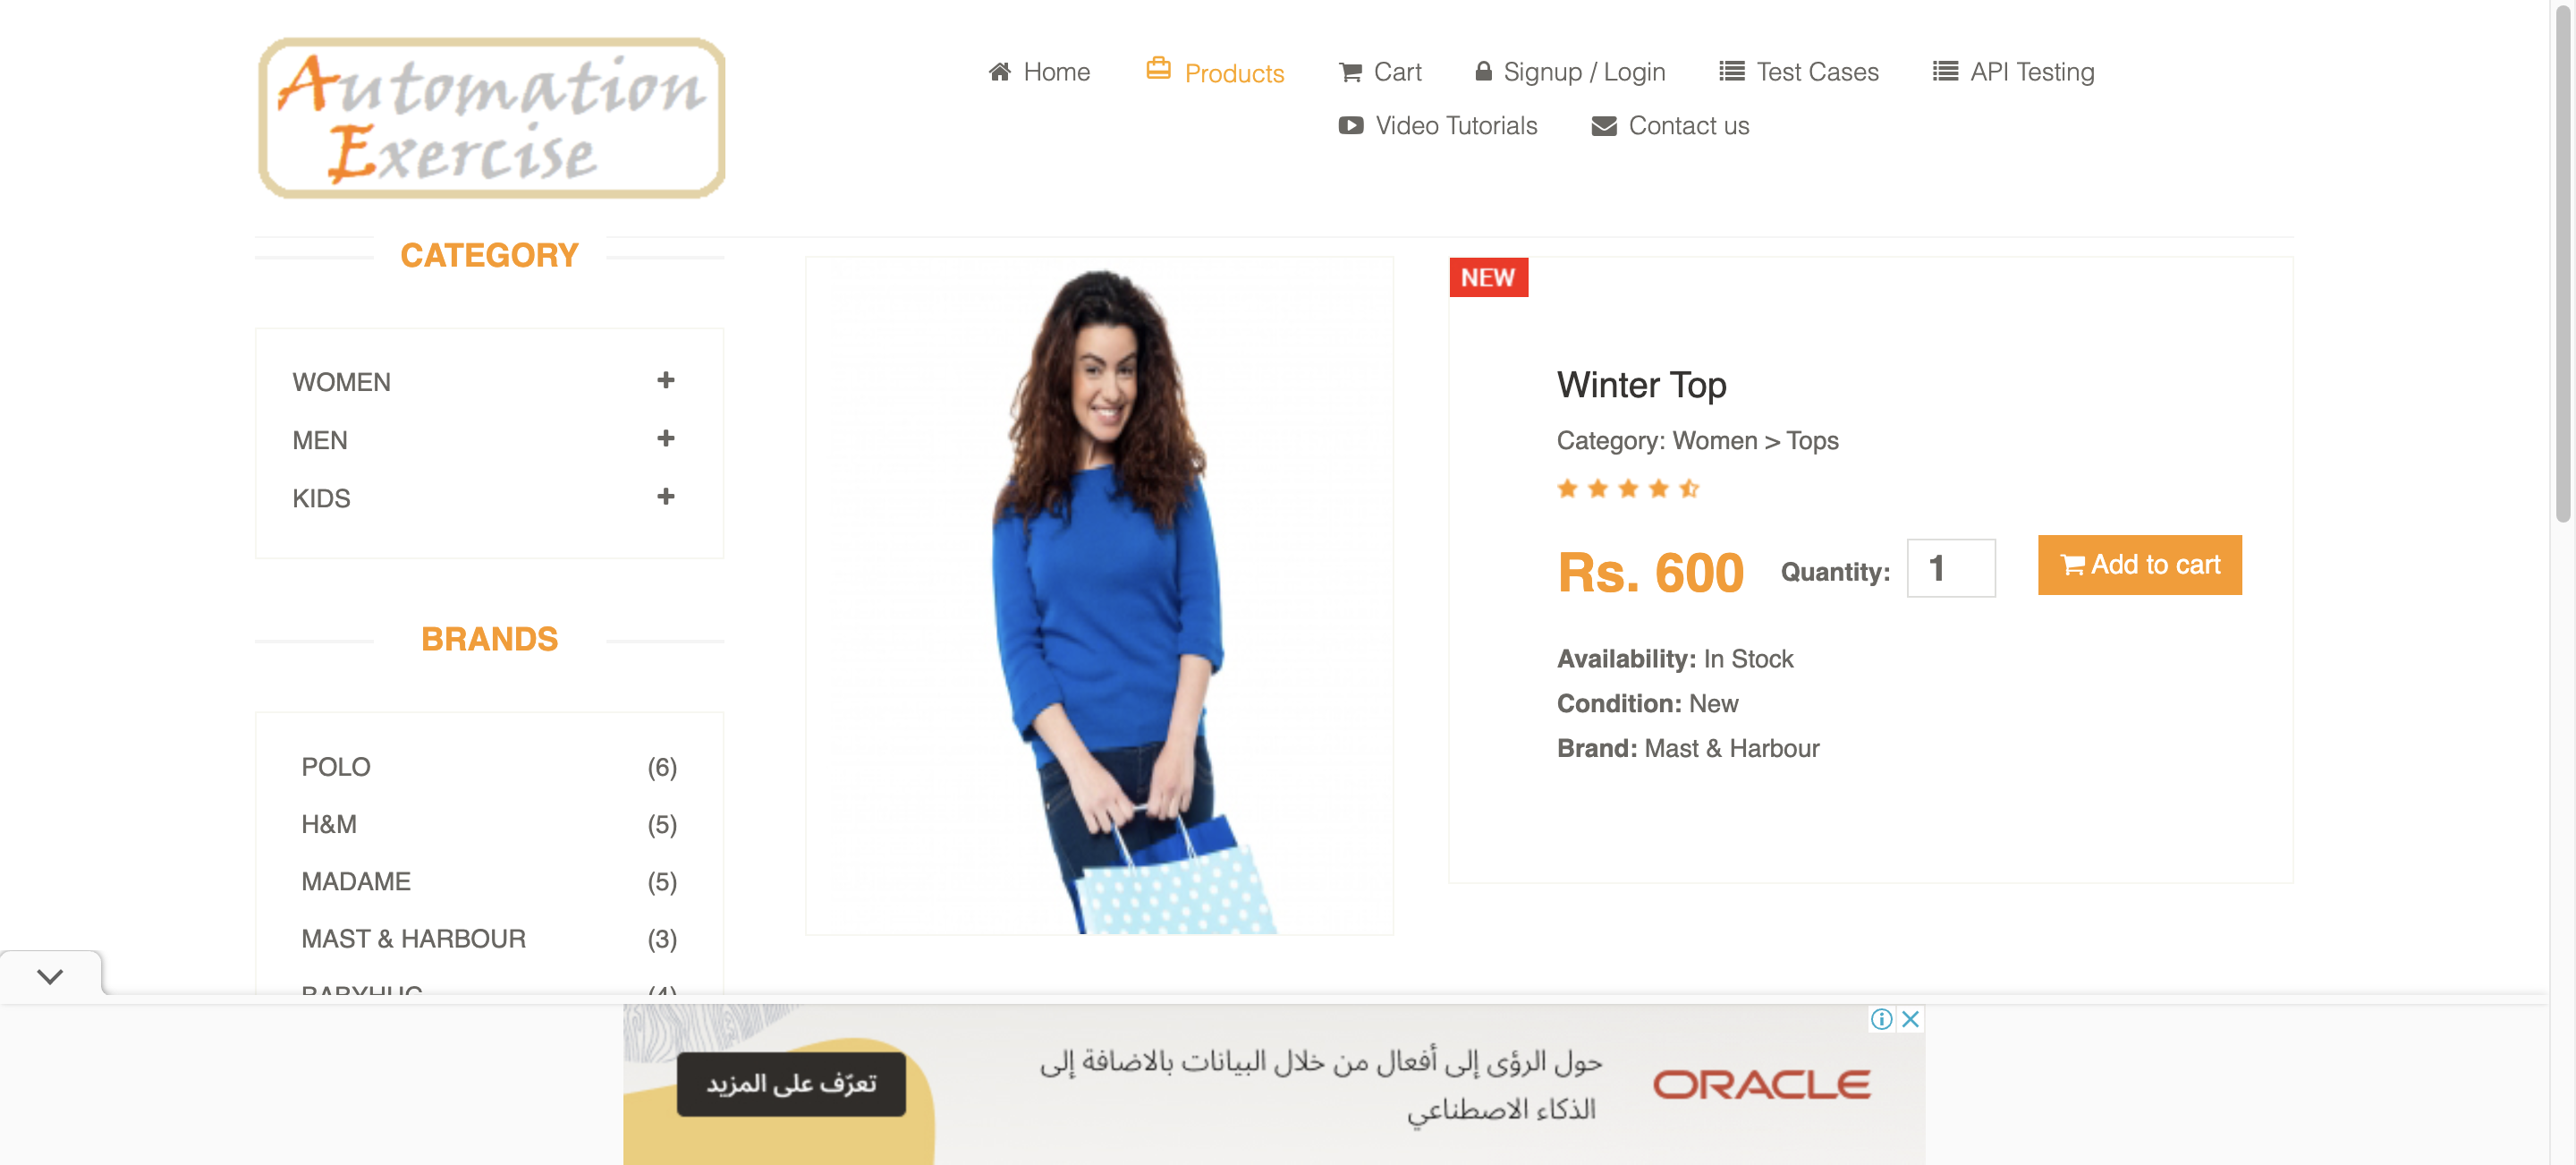 Automation
Exercise
Home
Products
Cart
Signup / Login
Test Cases
API Testing
Video Tutorials
Contact us
CATEGORY
WOMEN
MEN
KIDS
BRANDS
POLO (6)
H&M (5)
MADAME (5)
MAST & HARBOUR (3)
BABYHUG (4)
NEW
Winter Top
Category: Women > Tops
Rs. 600
Quantity: 1
Add to cart
Availability: In Stock
Condition: New
Brand: Mast & Harbour
حول الرؤى إلى أفعال من خلال البيانات بالاضافة إلى
الذكاء الاصطناعي
تعرّف على المزيد
ORACLE